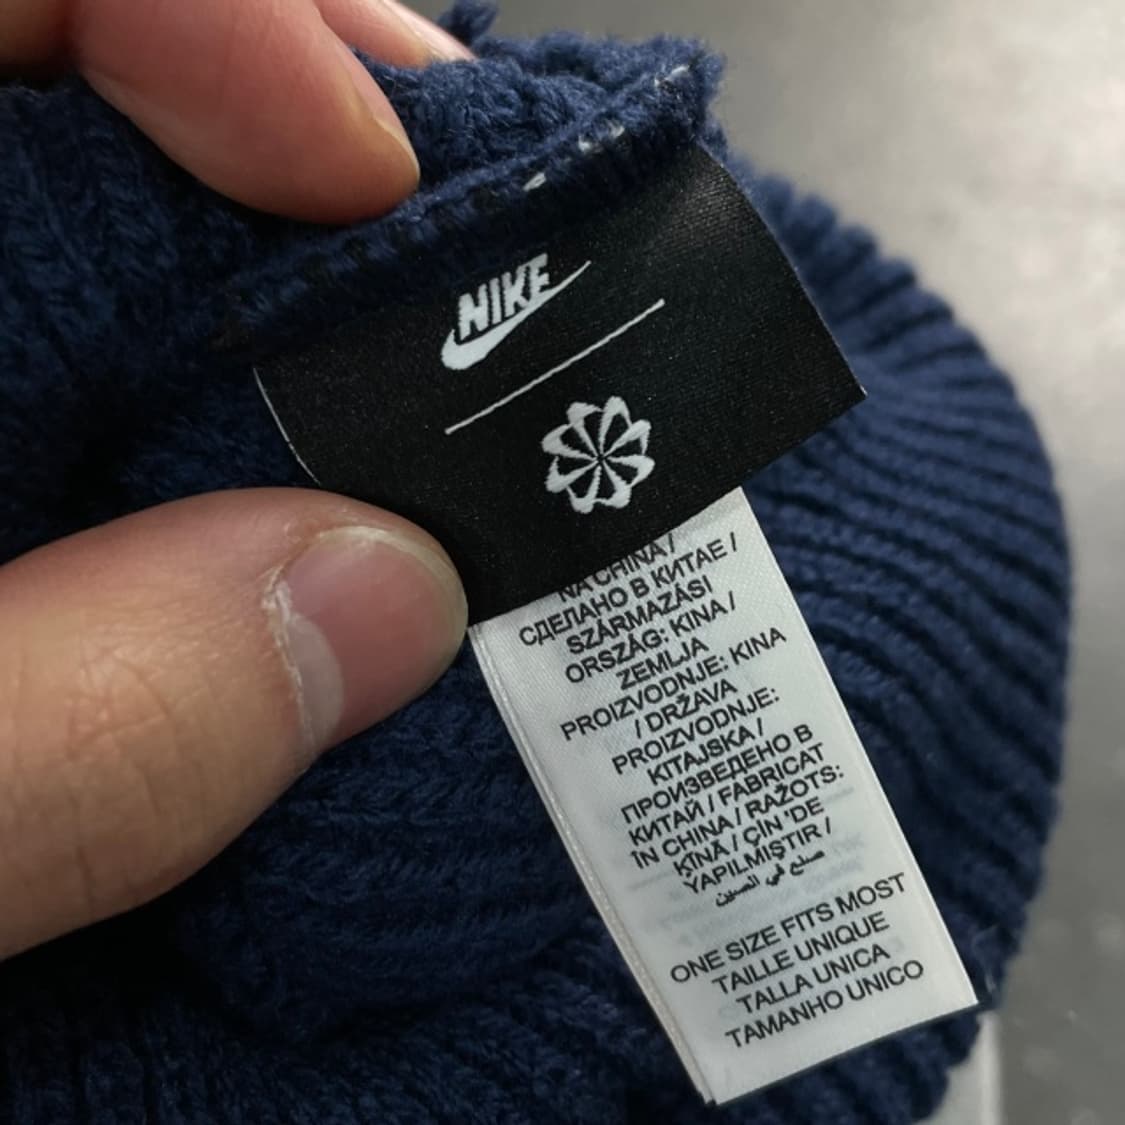 NIKE
NA CHINA /
СДЕЛАНО В КИТАЕ /
SZÁRMAZÁSI
ORSZÁG: KINA /
ZEMLJA
PROIZVODNJE: KINA
/ DRŽAVA
PROIZVODNJE:
KITAJSKA /
ПРОИЗВЕДЕНО В
КИТАЙ / FABRICAT
ÎN CHINA / RAŽOTS:
ĶĪNA / ÇİN 'DE
YAPILMIŞTIR /
صنع في الصين
ONE SIZE FITS MOST
TAILLE UNIQUE
TALLA UNICA
TAMANHO UNICO